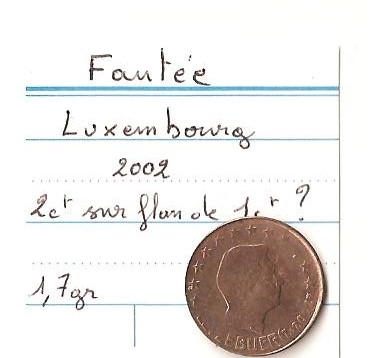 Fautée
Luxembourg
2002
2ct sur flan de 1ct ?
1,7gr